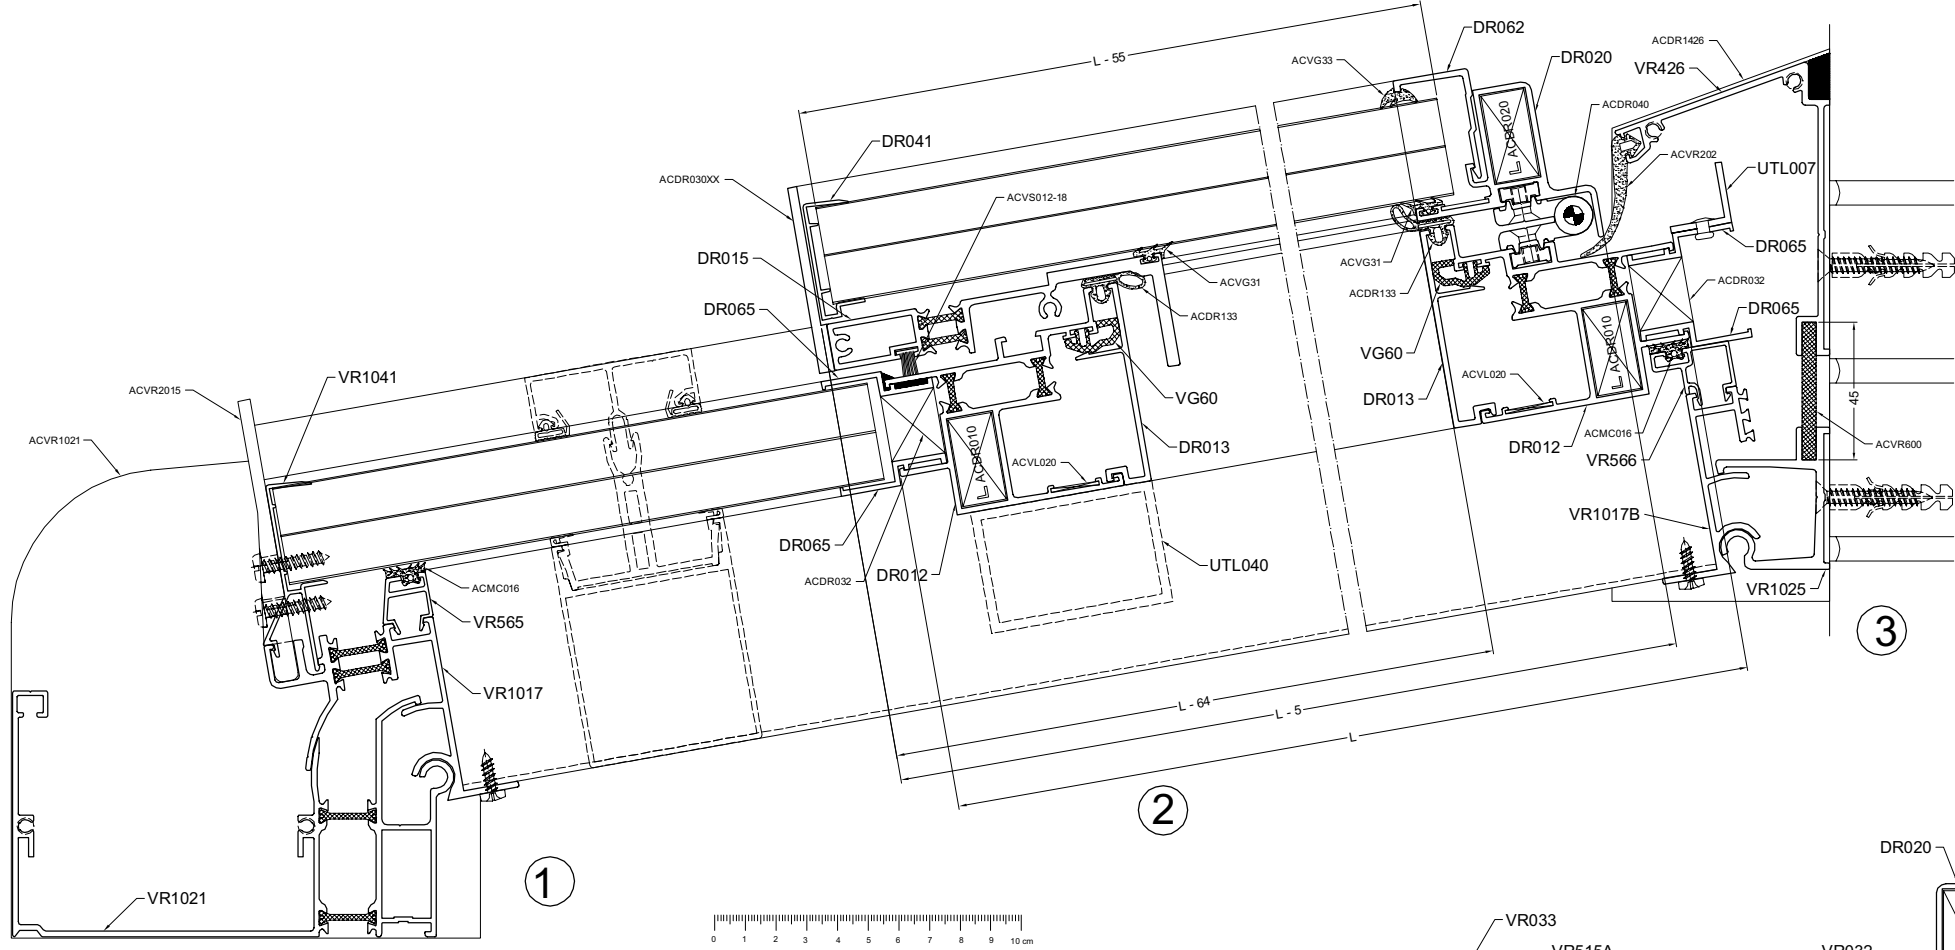 DR062
ACDR1426
L - 55
ACVG33
DR020
VR426
ACDR020
ACDR040
DR041
ACVR202
ACDR030XX
UTL007
ACVS012-18
DR065
DR015
ACVG31
ACVG31
ACDR032
ACDR133
DR065
DR065
ACDR133
ACDR010
VG60
VR1041
ACVL020
ACVR2015
VG60
DR013
45
ACVR1021
ACDR010
DR013
ACMC016
DR012
ACVR600
ACVL020
VR566
VR1017B
DR065
UTL040
ACDR032
DR012
ACMC016
VR1025
VR565
3
VR1017
L - 64
L - 5
L
2
DR020
1
VR1021
0 1 2 3 4 5 6 7 8 9 10 cm
VR033
VR515A
VR032